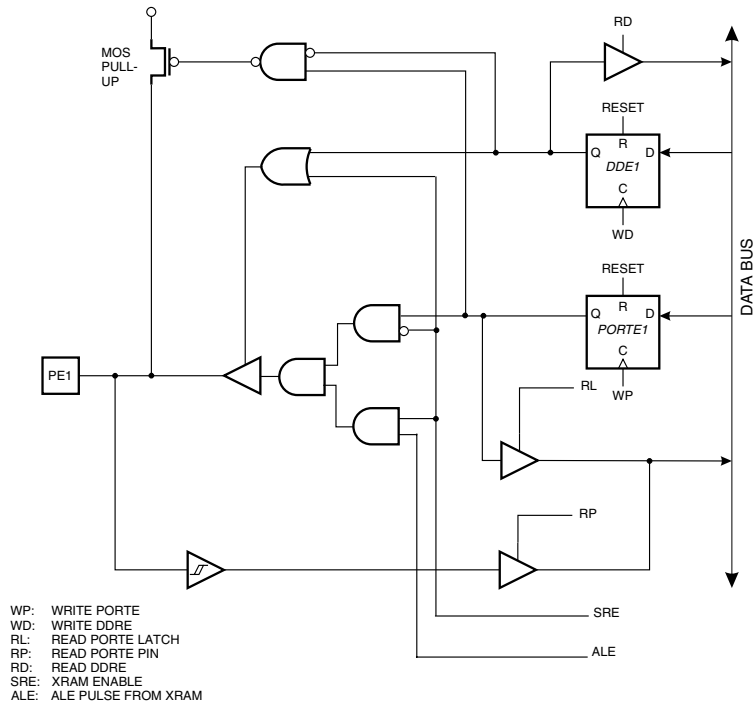 RD
MOS
PULL-
UP
RESET
R
Q
D
DDE1
C
WD
DATA BUS
RESET
R
Q
D
PORTE1
C
WP
PE1
RL
RP
SRE
ALE
WP: WRITE PORTE
WD: WRITE DDRE
RL: READ PORTE LATCH
RP: READ PORTE PIN
RD: READ DDRE
SRE: XRAM ENABLE
ALE: ALE PULSE FROM XRAM